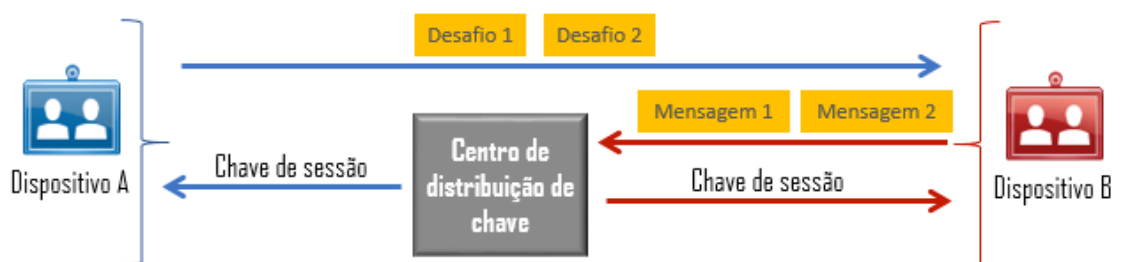 Desafio 1
Desafio 2
Mensagem 1
Mensagem 2
Dispositivo A
Chave de sessão
Centro de
distribuição de
chave
Chave de sessão
Dispositivo B